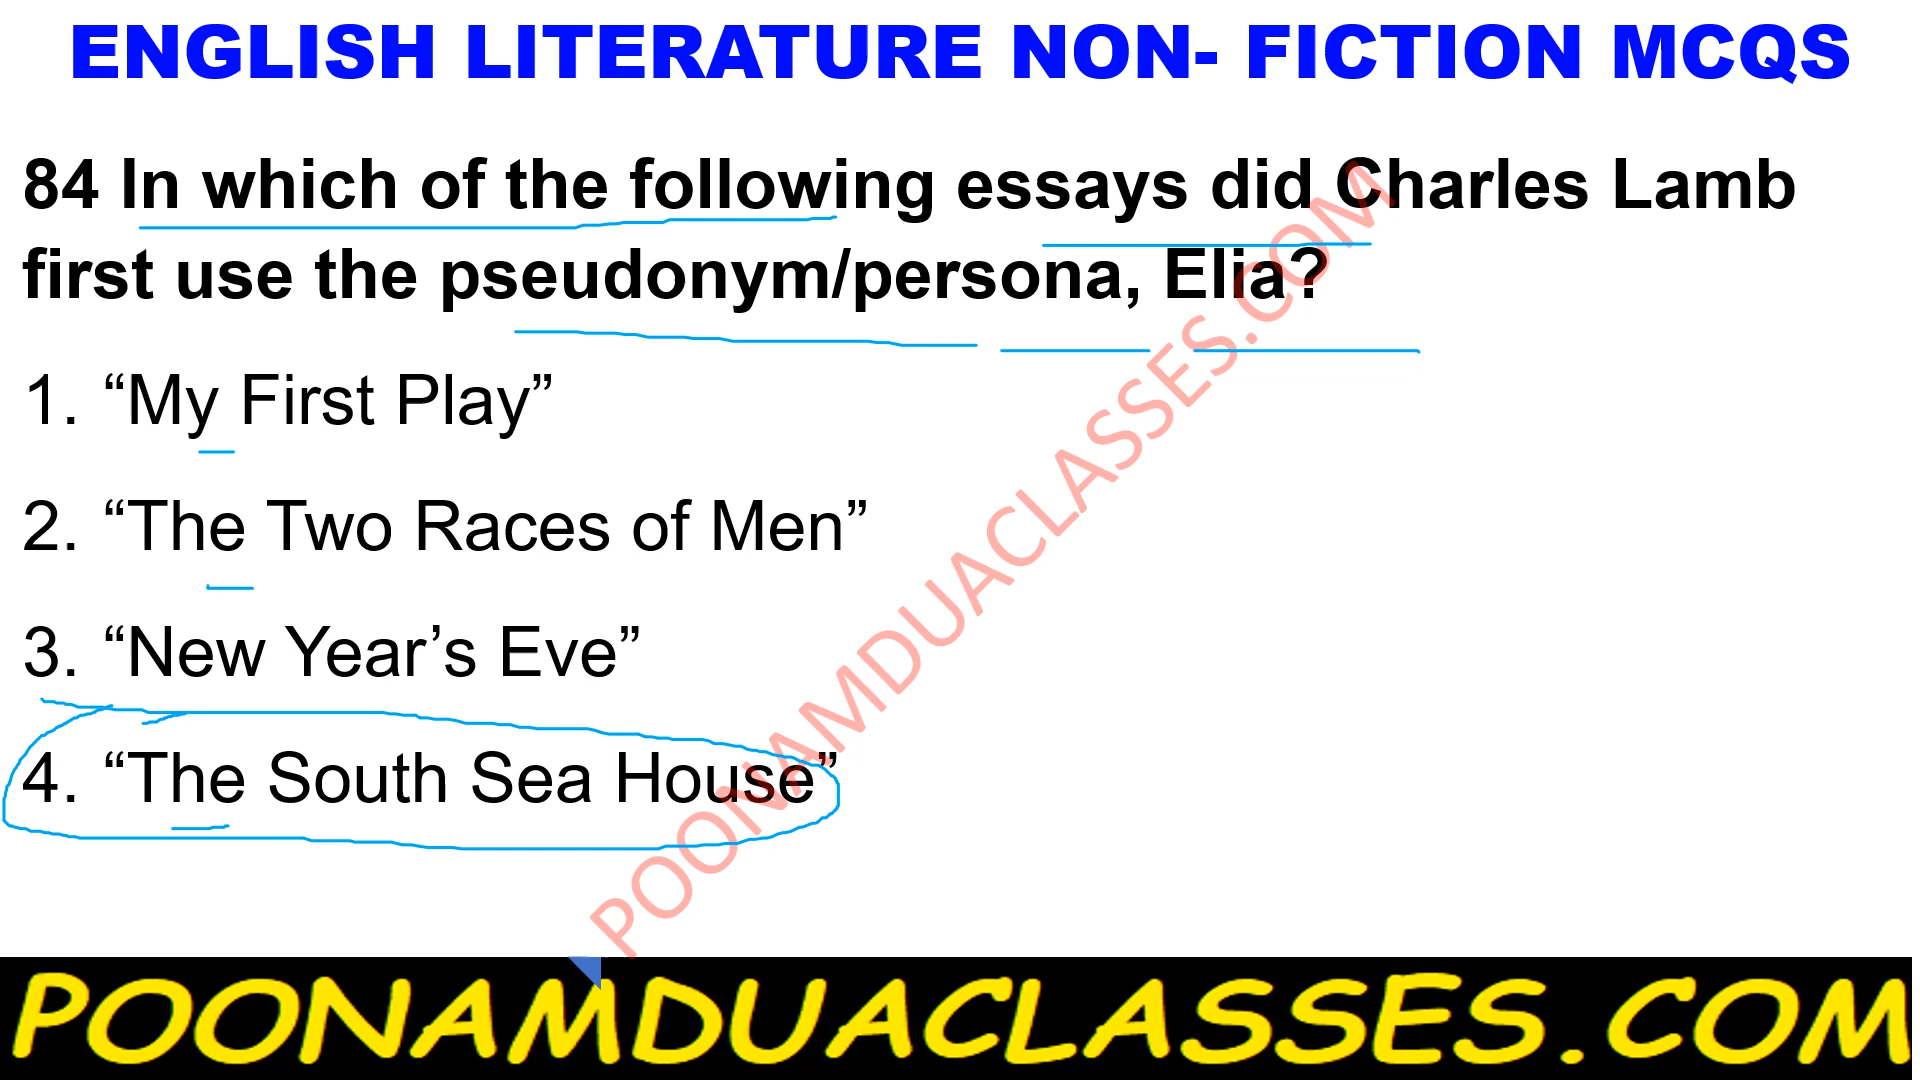 ENGLISH LITERATURE NON- FICTION MCQS
84 In which of the following essays did Charles Lamb
first use the pseudonym/persona, Elia?
1. “My First Play”
2. “The Two Races of Men”
3. “New Year’s Eve”
4. “The South Sea House”
POONAMDUACLASSES.COM
POONAMDUACLASSES.COM